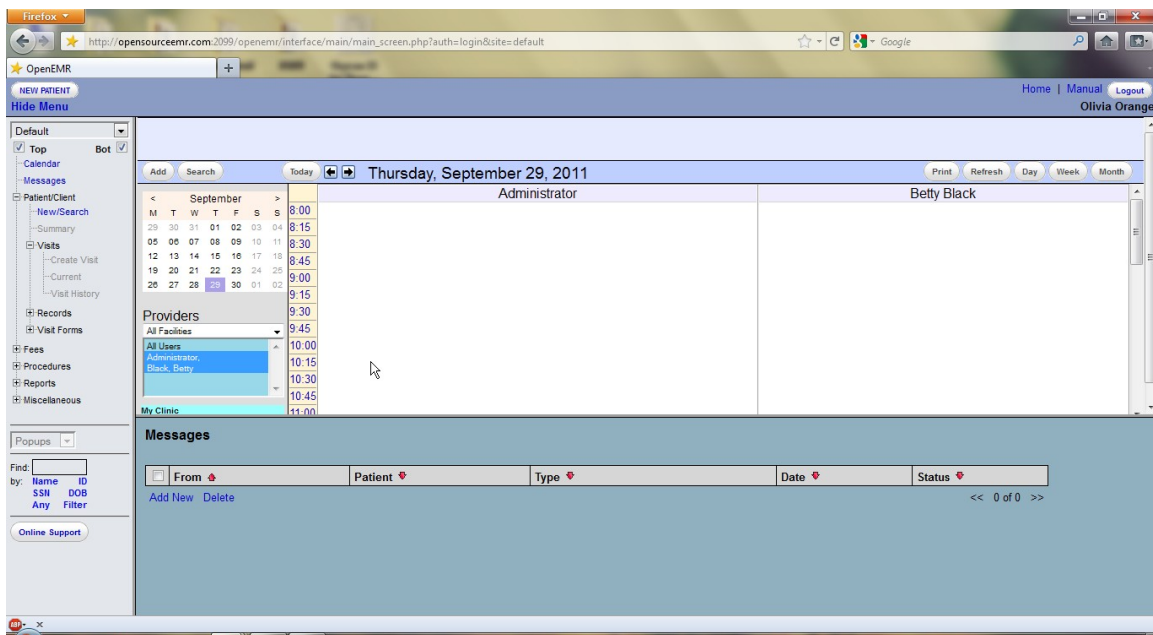 Firefox
http://opensourceemr.com:2099/openemr/interface/main/main_screen.php?auth=login&site=default
Google
OpenEMR
NEW PATIENT
Home | Manual Logout
Hide Menu
Olivia Orange
Default
Top Bot
Calendar
Messages
Patient/Client
New/Search
Summary
Visits
Create Visit
Current
Visit History
Records
Visit Forms
Fees
Procedures
Reports
Miscellaneous
Popups
Find:
by: Name ID
SSN DOB
Any Filter
Online Support
Add Search Today Thursday, September 29, 2011 Print Refresh Day Week Month
< September >
M T W T F S S
29 30 31 01 02 03 04
05 06 07 08 09 10 11
12 13 14 15 16 17 18
19 20 21 22 23 24 25
26 27 28 29 30 01 02
Providers
All Facilities
All Users
Administrator,
Black, Betty
My Clinic
Administrator Betty Black
8:00
8:15
8:30
8:45
9:00
9:15
9:30
9:45
10:00
10:15
10:30
10:45
11:00
Messages
From Patient Type Date Status
Add New Delete << 0 of 0 >>
ABP x